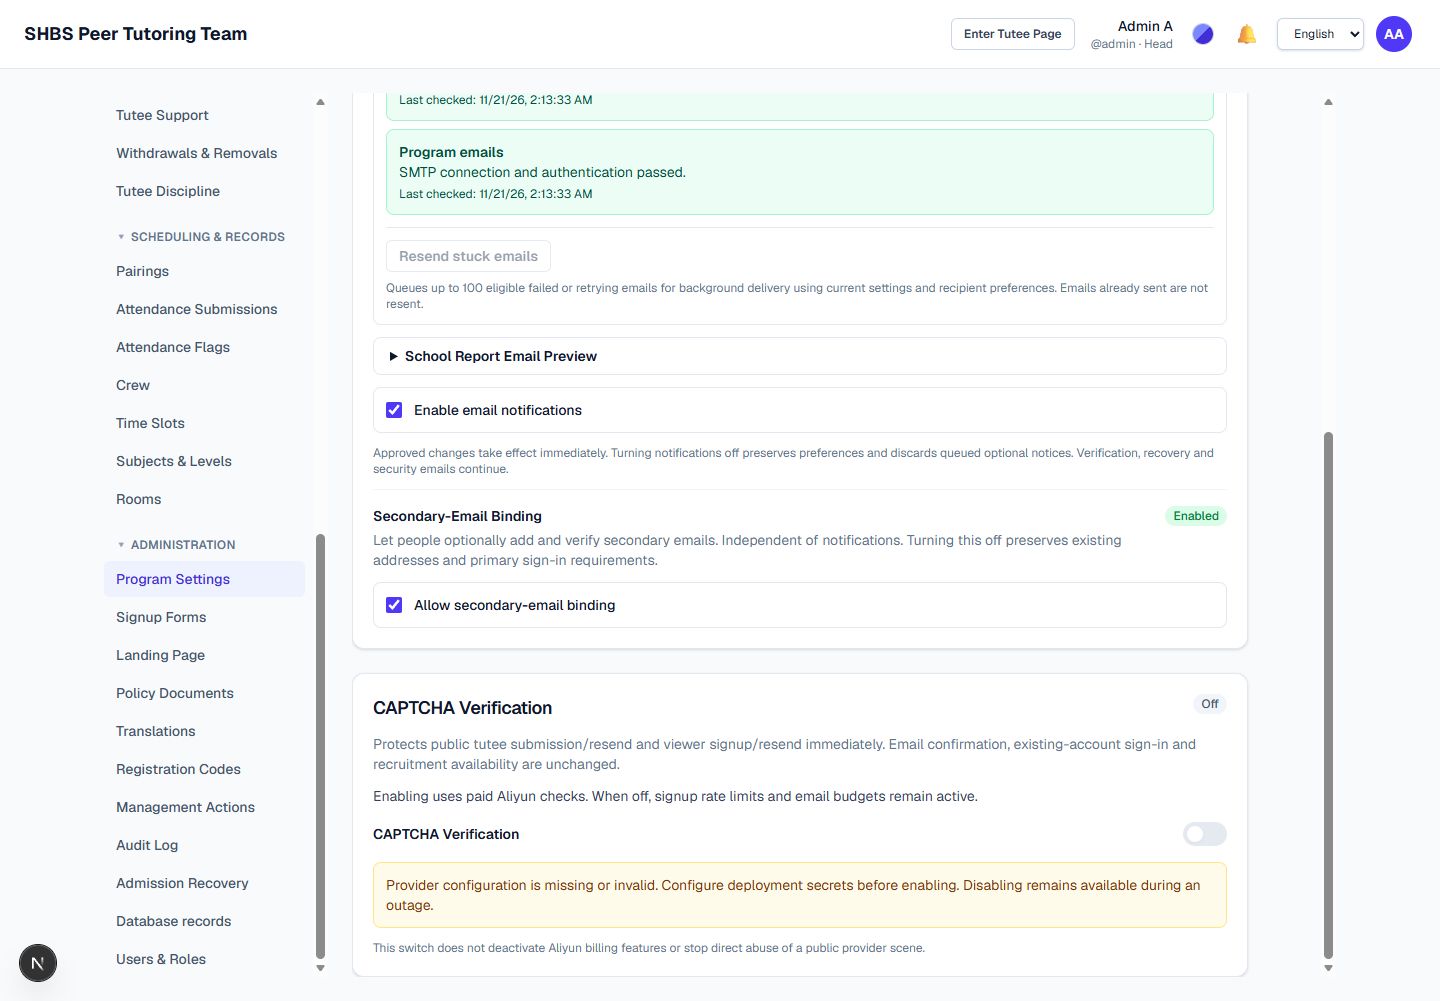 SHBS Peer Tutoring Team
Enter Tutee Page
Admin A
@admin · Head
English
AA
Tutee Support
Withdrawals & Removals
Tutee Discipline
SCHEDULING & RECORDS
Pairings
Attendance Submissions
Attendance Flags
Crew
Time Slots
Subjects & Levels
Rooms
ADMINISTRATION
Program Settings
Signup Forms
Landing Page
Policy Documents
Translations
Registration Codes
Management Actions
Audit Log
Admission Recovery
Database records
Users & Roles
N
Last checked: 11/21/26, 2:13:33 AM
Program emails
SMTP connection and authentication passed.
Last checked: 11/21/26, 2:13:33 AM
Resend stuck emails
Queues up to 100 eligible failed or retrying emails for background delivery using current settings and recipient preferences. Emails already sent are not
resent.
School Report Email Preview
Enable email notifications
Approved changes take effect immediately. Turning notifications off preserves preferences and discards queued optional notices. Verification, recovery and
security emails continue.
Secondary-Email Binding
Enabled
Let people optionally add and verify secondary emails. Independent of notifications. Turning this off preserves existing
addresses and primary sign-in requirements.
Allow secondary-email binding
CAPTCHA Verification
Off
Protects public tutee submission/resend and viewer signup/resend immediately. Email confirmation, existing-account sign-in and
recruitment availability are unchanged.
Enabling uses paid Aliyun checks. When off, signup rate limits and email budgets remain active.
CAPTCHA Verification
Provider configuration is missing or invalid. Configure deployment secrets before enabling. Disabling remains available during an
outage.
This switch does not deactivate Aliyun billing features or stop direct abuse of a public provider scene.